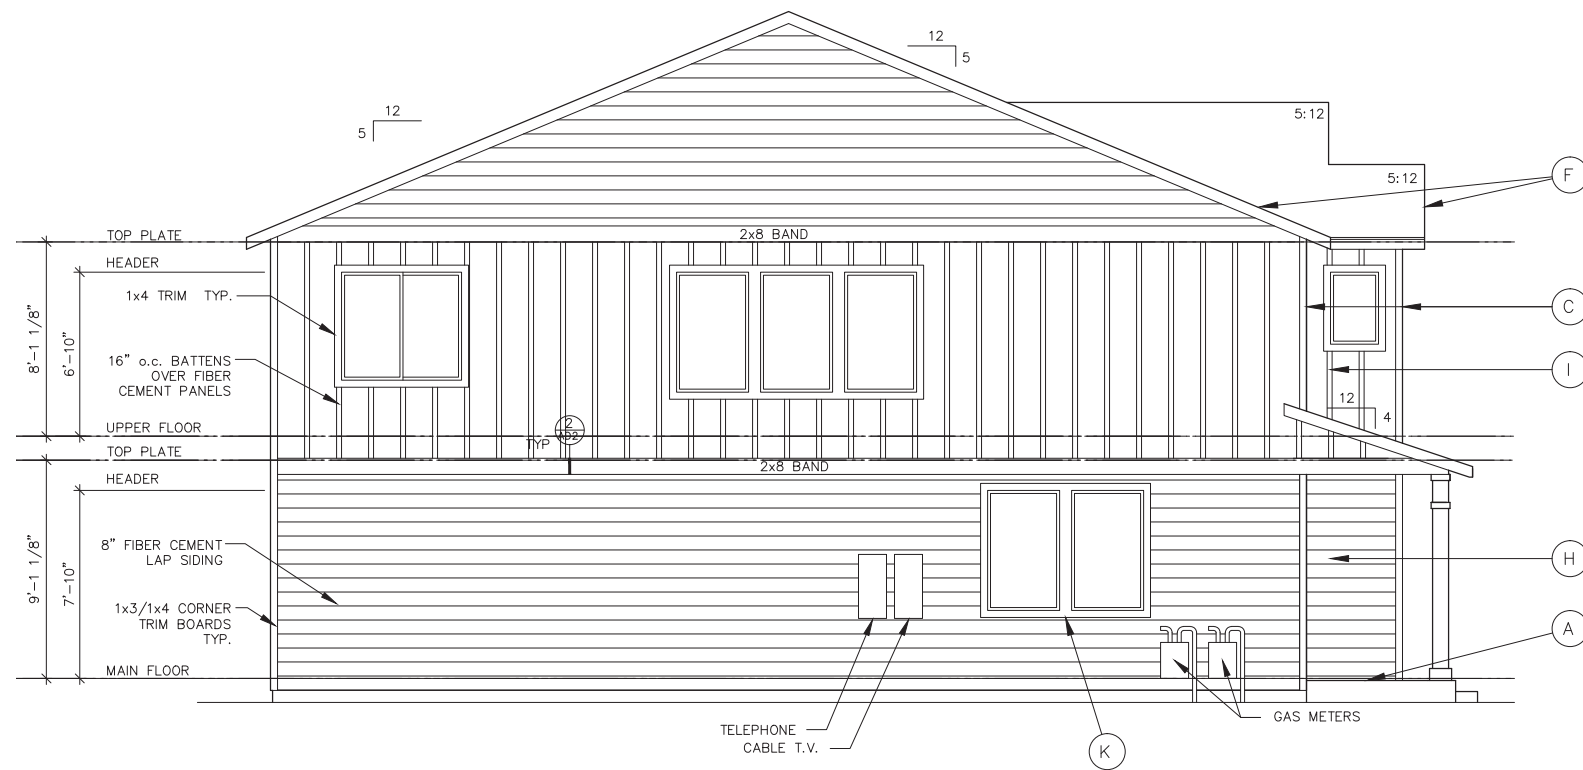 12
5
12
5
5:12
5:12
F
TOP PLATE
2x8 BAND
HEADER
1x4 TRIM TYP.
C
8'-1 1/8"
6'-10"
16" o.c. BATTENS
OVER FIBER
CEMENT PANELS
I
12
4
UPPER FLOOR
2
AD2
TYP
TOP PLATE
2x8 BAND
HEADER
9'-1 1/8"
7'-10"
8" FIBER CEMENT
LAP SIDING
H
1x3/1x4 CORNER
TRIM BOARDS
TYP.
A
MAIN FLOOR
TELEPHONE
CABLE T.V.
K
GAS METERS